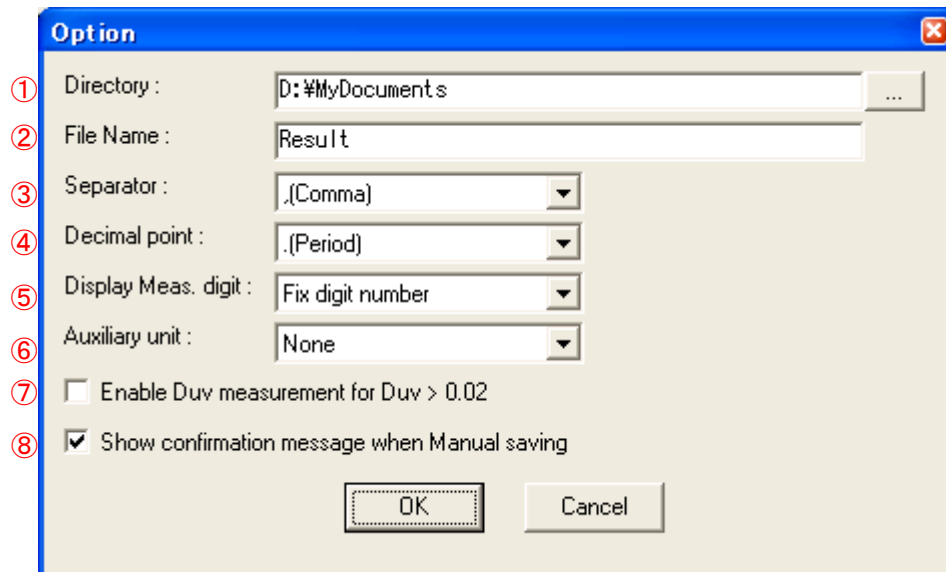 Option
① Directory : D:¥MyDocuments ...
② File Name : Result
③ Separator : ,(Comma)
④ Decimal point : .(Period)
⑤ Display Meas. digit : Fix digit number
⑥ Auxiliary unit : None
⑦ Enable Duv measurement for Duv > 0.02
⑧ Show confirmation message when Manual saving
OK Cancel